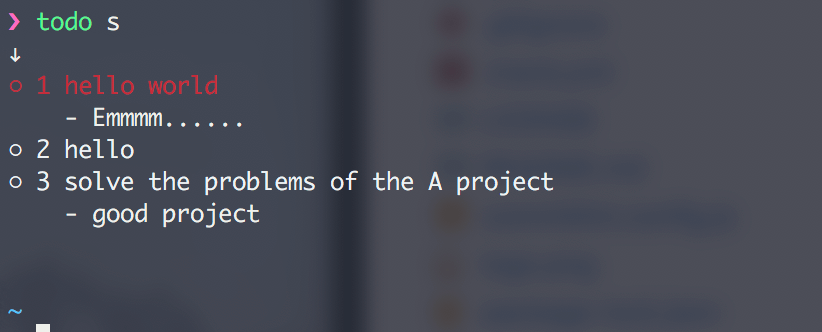 ❯ todo s
↓
○ 1 hello world
- Emmmm......
○ 2 hello
○ 3 solve the problems of the A project
- good project
~